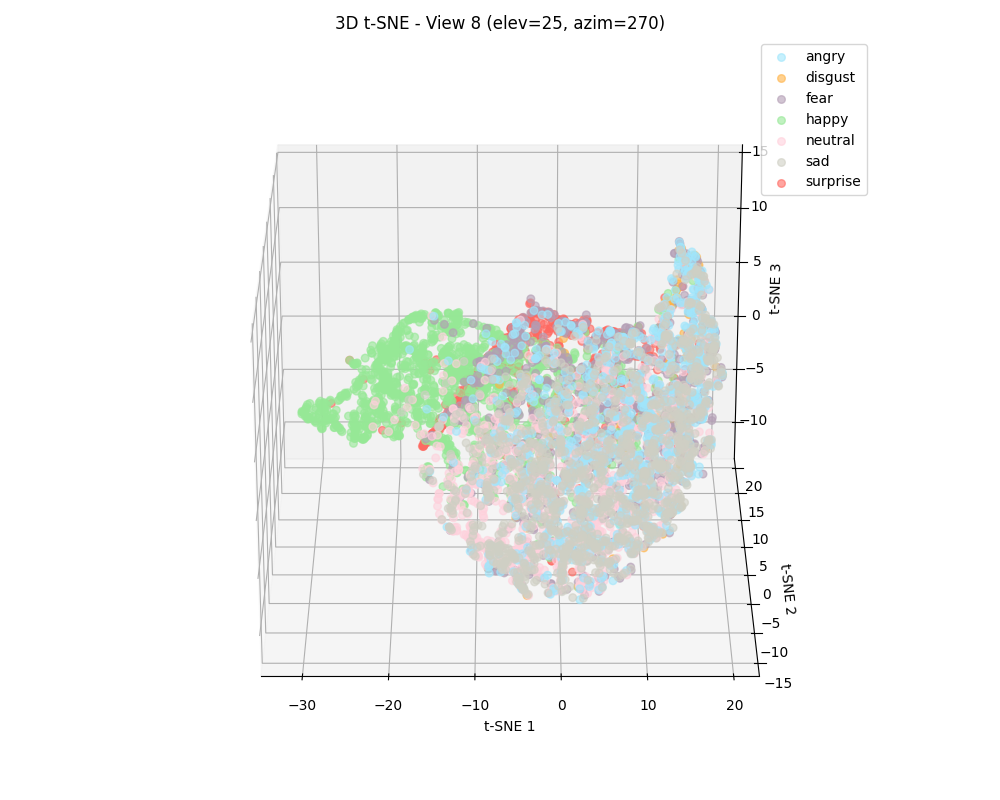 3D t-SNE - View 8 (elev=25, azim=270)
angry
disgust
fear
happy
neutral
sad
surprise
15
10
5
0
−5
−10
t-SNE 3
20
15
10
5
0
−5
−10
−15
t-SNE 2
−30
−20
−10
0
10
20
t-SNE 1